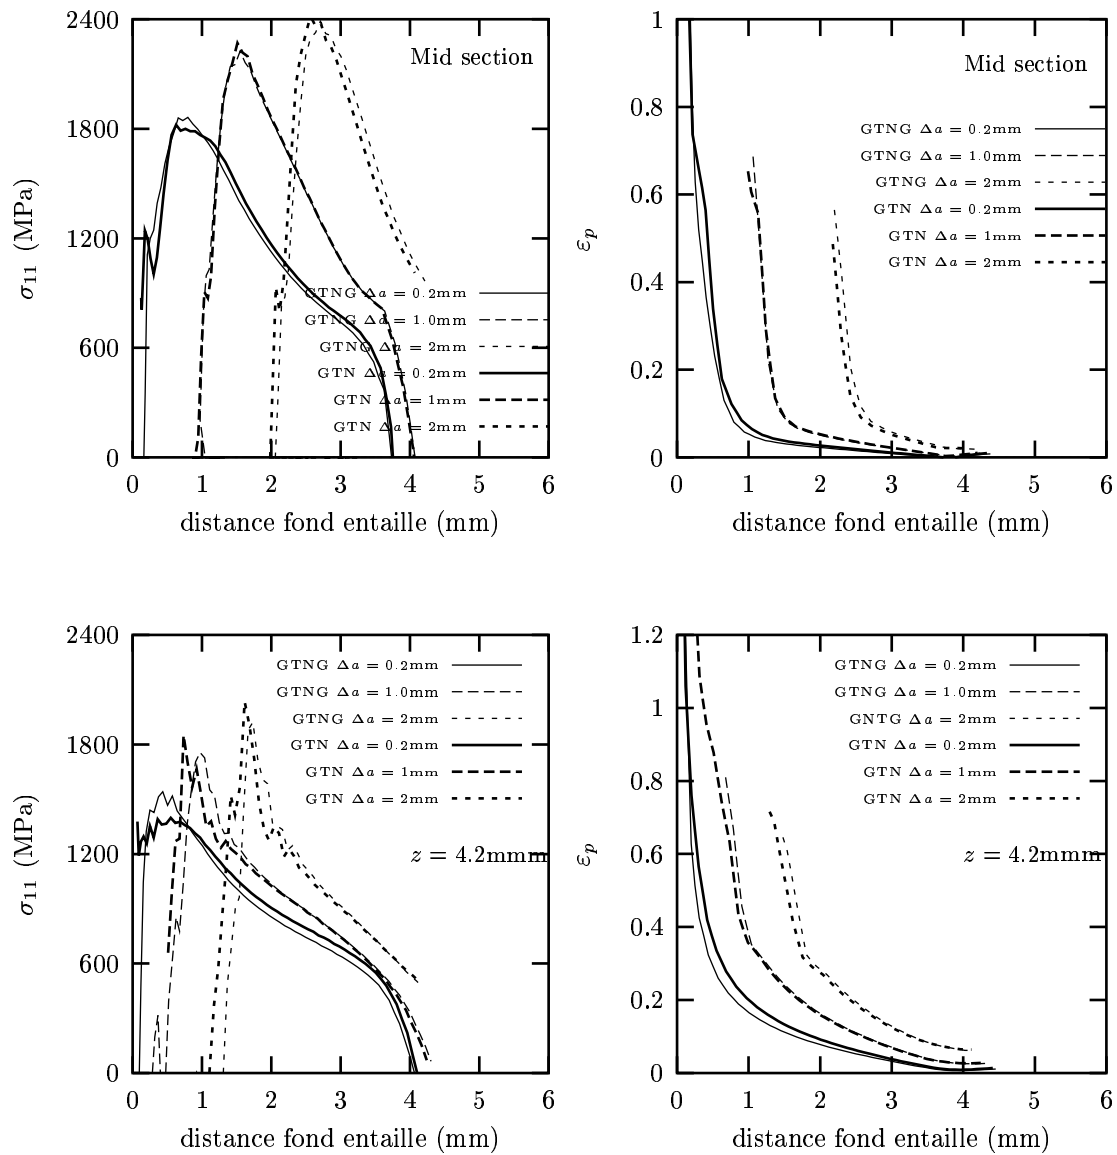 2400
1800
1200
600
0
0 1 2 3 4 5 6
σ11 (MPa)
distance fond entaille (mm)
Mid section
GTNG Δa = 0.2mm
GTNG Δa = 1.0mm
GTNG Δa = 2mm
GTN Δa = 0.2mm
GTN Δa = 1mm
GTN Δa = 2mm
1
0.8
0.6
0.4
0.2
0
0 1 2 3 4 5 6
εp
distance fond entaille (mm)
Mid section
GTNG Δa = 0.2mm
GTNG Δa = 1.0mm
GTNG Δa = 2mm
GTN Δa = 0.2mm
GTN Δa = 1mm
GTN Δa = 2mm
2400
1800
1200
600
0
0 1 2 3 4 5 6
σ11 (MPa)
distance fond entaille (mm)
GTNG Δa = 0.2mm
GTNG Δa = 1.0mm
GTNG Δa = 2mm
GTN Δa = 0.2mm
GTN Δa = 1mm
GTN Δa = 2mm
z = 4.2mmm
1.2
1
0.8
0.6
0.4
0.2
0
0 1 2 3 4 5 6
εp
distance fond entaille (mm)
GTNG Δa = 0.2mm
GTNG Δa = 1.0mm
GNTG Δa = 2mm
GTN Δa = 0.2mm
GTN Δa = 1mm
GTN Δa = 2mm
z = 4.2mmm